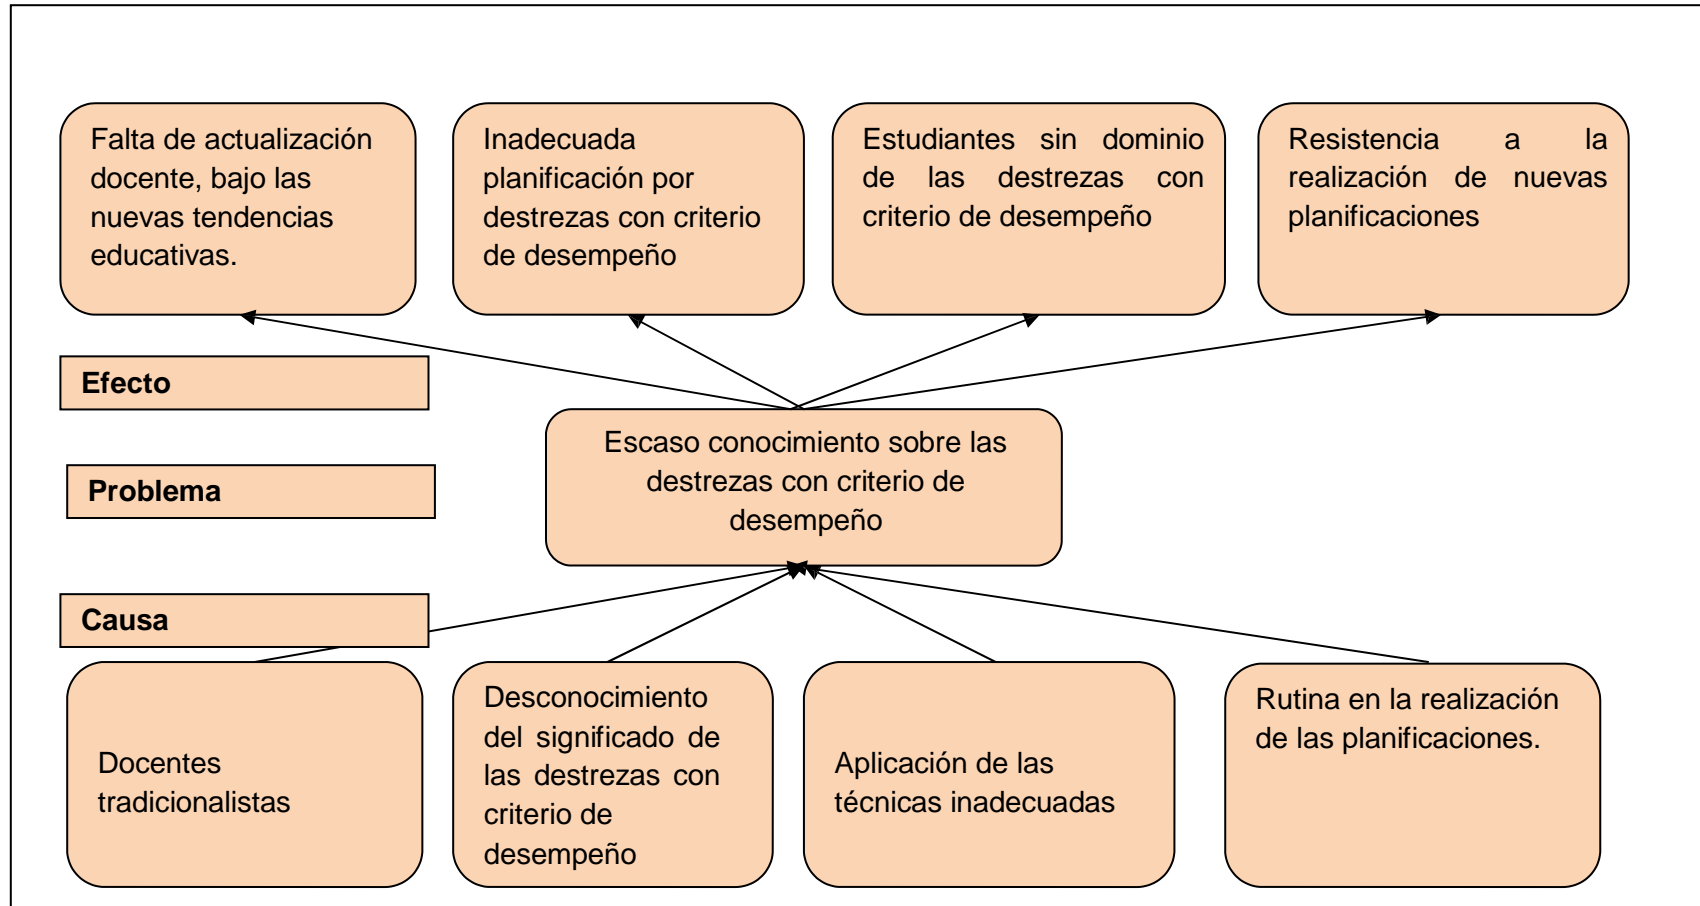 Falta de actualización
docente, bajo las
nuevas tendencias
educativas.
Inadecuada
planificación por
destrezas con criterio
de desempeño
Estudiantes sin dominio
de las destrezas con
criterio de desempeño
Resistencia a la
realización de nuevas
planificaciones
Efecto
Escaso conocimiento sobre las
destrezas con criterio de
desempeño
Problema
Causa
Docentes
tradicionalistas
Desconocimiento
del significado de
las destrezas con
criterio de
desempeño
Aplicación de las
técnicas inadecuadas
Rutina en la realización
de las planificaciones.